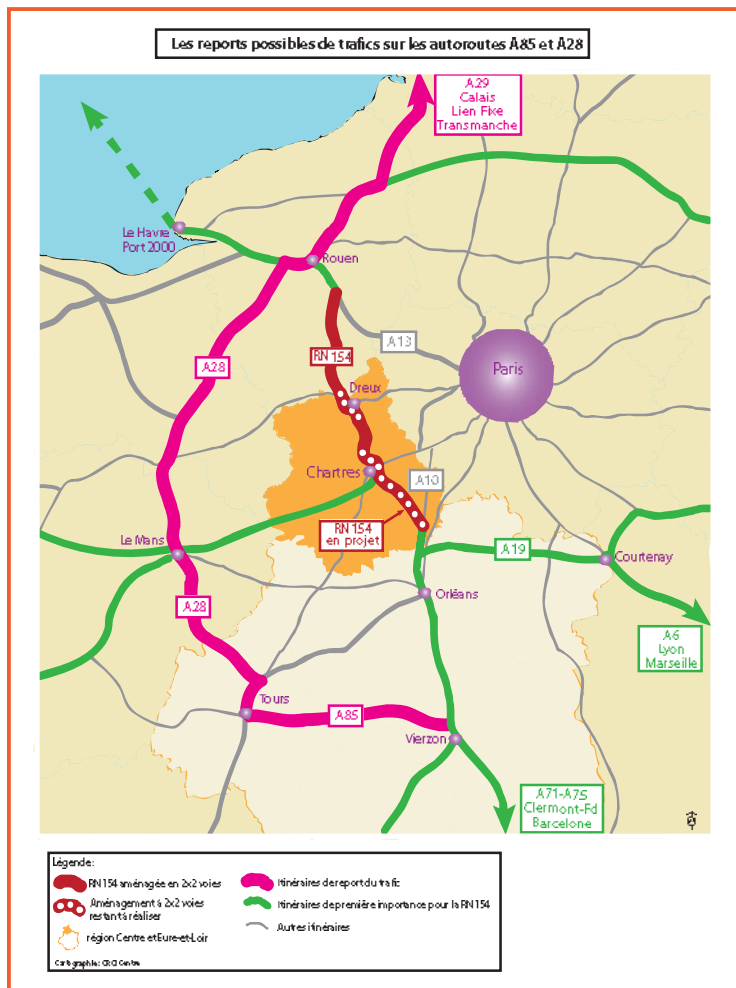 Les reports possibles de trafics sur les autoroutes A85 et A28
A29
Calais
Lien Fixe
Transmanche
Le Havre
Port 2000
Rouen
A13
RN 154
Paris
A28
Dreux
Chartres
A10
RN 154
en projet
Le Mans
A19
Courtenay
A28
Orléans
A6
Lyon
Marseille
Tours
A85
Vierzon
A71-A75
Clermont-Fd
Barcelone
Légende:
RN 154 aménagée en 2x2 voies
Itinéraires de report du trafic
Aménagement à 2x2 voies
restant à réaliser
Itinéraires de première importance pour la RN 154
région Centre et Eure-et-Loir
Autres itinéraires
Cartographie: CRCI Centre